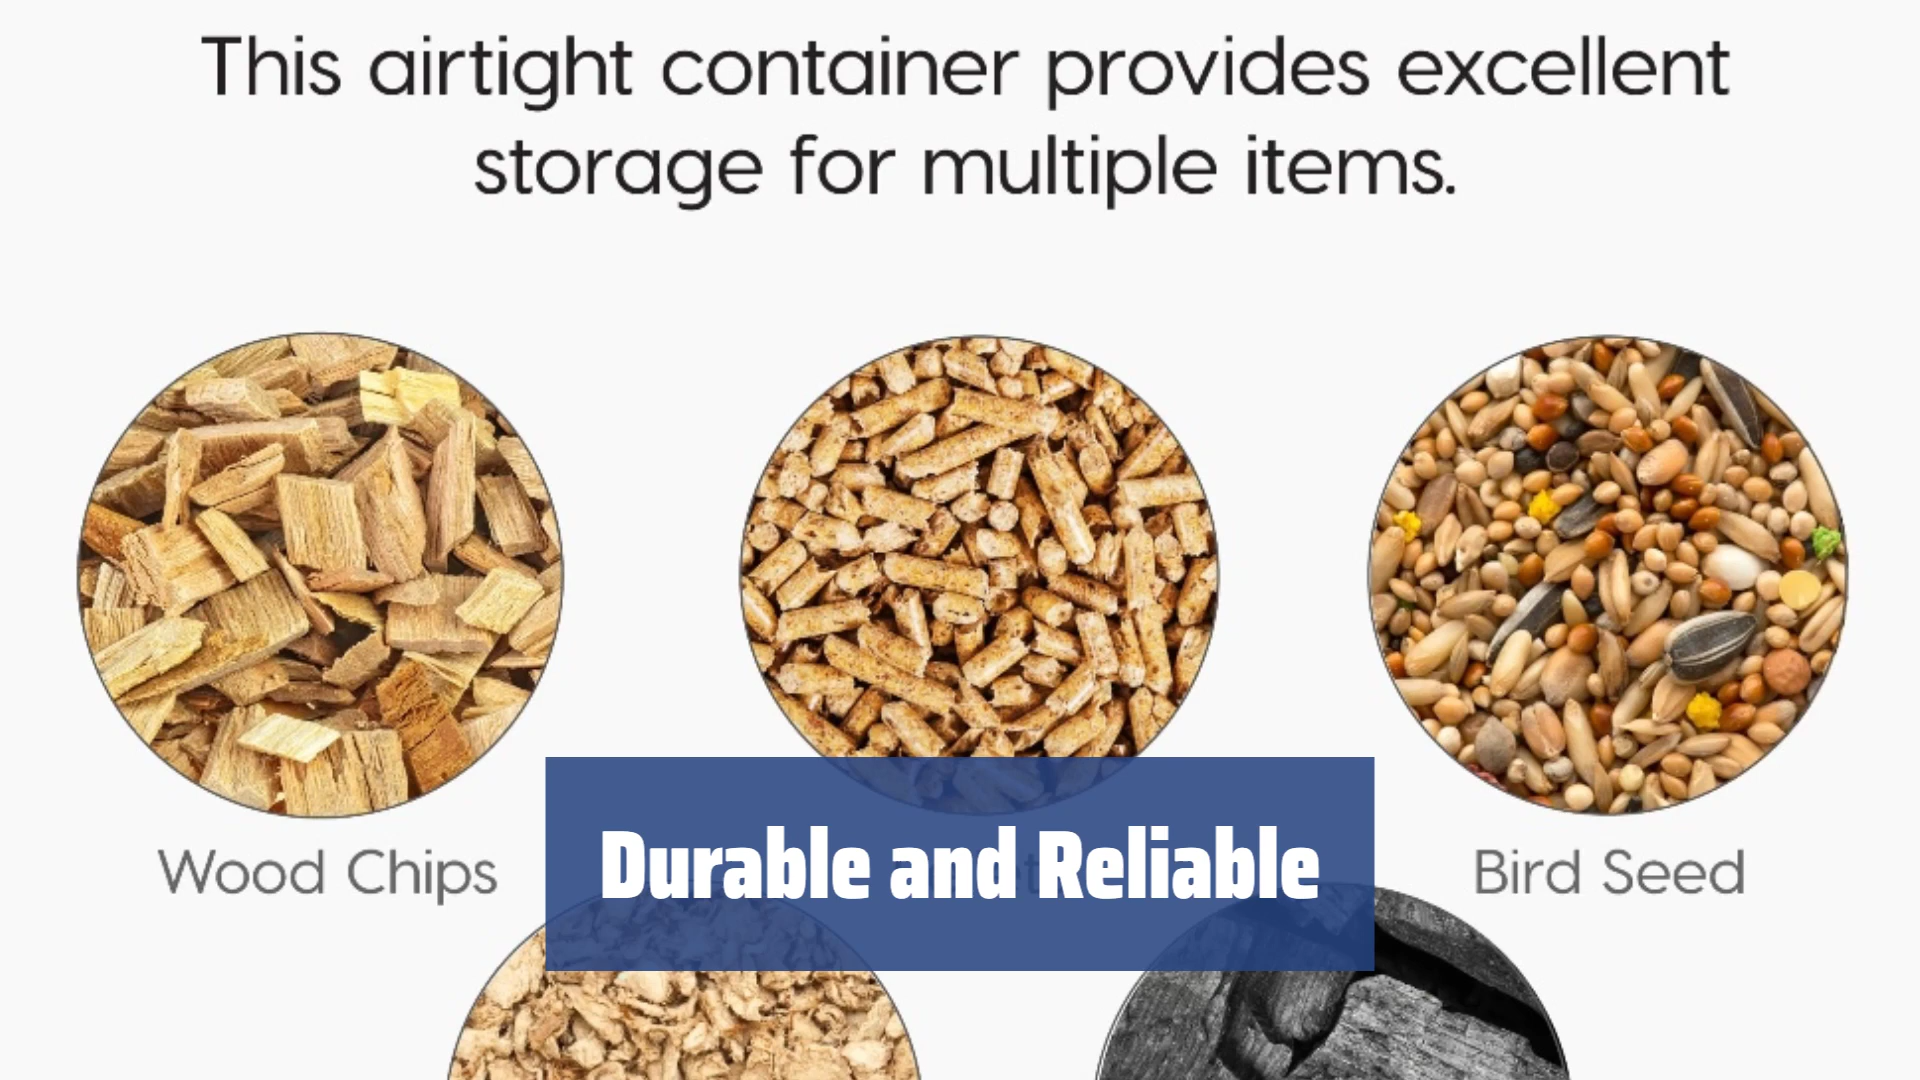 This airtight container provides excellent
storage for multiple items.
Wood Chips
Bird Seed
Durable and Reliable